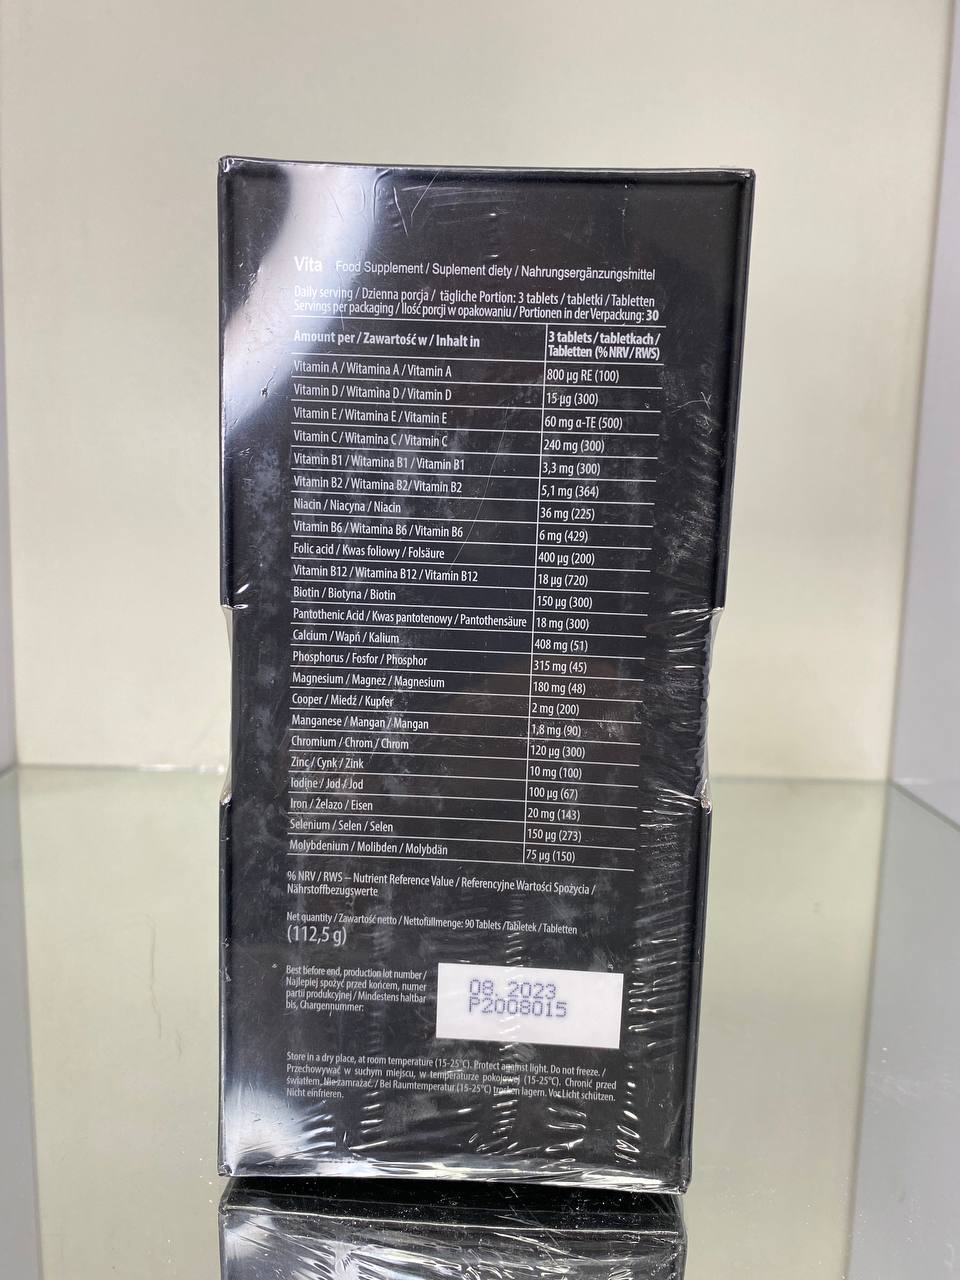 Vita Food Supplement / Suplement diety / Nahrungsergänzungsmittel
Daily serving / Dzienna porcja / tägliche Portion: 3 tablets / tabletki / Tabletten
Servings per packaging / Ilość porcji w opakowaniu / Portionen in der Verpackung: 30
Amount per / Zawartość w / Inhalt in 3 tablets / tabletkach /
Tabletten (% NRV / RWS)
Vitamin A / Witamina A / Vitamin A 800 µg RE (100)
Vitamin D / Witamina D / Vitamin D 15 µg (300)
Vitamin E / Witamina E / Vitamin E 60 mg α-TE (500)
Vitamin C / Witamina C / Vitamin C 240 mg (300)
Vitamin B1 / Witamina B1 / Vitamin B1 3,3 mg (300)
Vitamin B2 / Witamina B2/ Vitamin B2 5,1 mg (364)
Niacin / Niacyna / Niacin 36 mg (225)
Vitamin B6 / Witamina B6 / Vitamin B6 6 mg (429)
Folic acid / Kwas foliowy / Folsäure 400 µg (200)
Vitamin B12 / Witamina B12 / Vitamin B12 18 µg (720)
Biotin / Biotyna / Biotin 150 µg (300)
Pantothenic Acid / Kwas pantotenowy / Pantothensäure 18 mg (300)
Calcium / Wapń / Kalium 408 mg (51)
Phosphorus / Fosfor / Phosphor 315 mg (45)
Magnesium / Magnez / Magnesium 180 mg (48)
Cooper / Miedź / Kupfer 2 mg (200)
Manganese / Mangan / Mangan 1,8 mg (90)
Chromium / Chrom / Chrom 120 µg (300)
Zinc / Cynk / Zink 10 mg (100)
Iodine / Jod / Jod 100 µg (67)
Iron / Żelazo / Eisen 20 mg (143)
Selenium / Selen / Selen 150 µg (273)
Molybdenium / Molibden / Molybdän 75 µg (150)
% NRV / RWS – Nutrient Reference Value / Referencyjne Wartości Spożycia /
Nährstoffbezugswerte
Net quantity / Zawartość netto / Nettofüllmenge: 90 Tablets / Tabletek / Tabletten
(112,5 g)
Best before end, production lot number /
Najlepiej spożyć przed końcem, numer
partii produkcyjnej / Mindestens haltbar
bis, Chargennummer:
08. 2023
P2008015
Store in a dry place, at room temperature (15-25°C). Protect against light. Do not freeze. /
Przechowywać w suchym miejscu, w temperaturze pokojowej (15-25°C). Chronić przed
światłem. Nie zamrażać. / Bei Raumtemperatur (15-25°C) trocken lagern. Vor Licht schützen.
Nicht einfrieren.